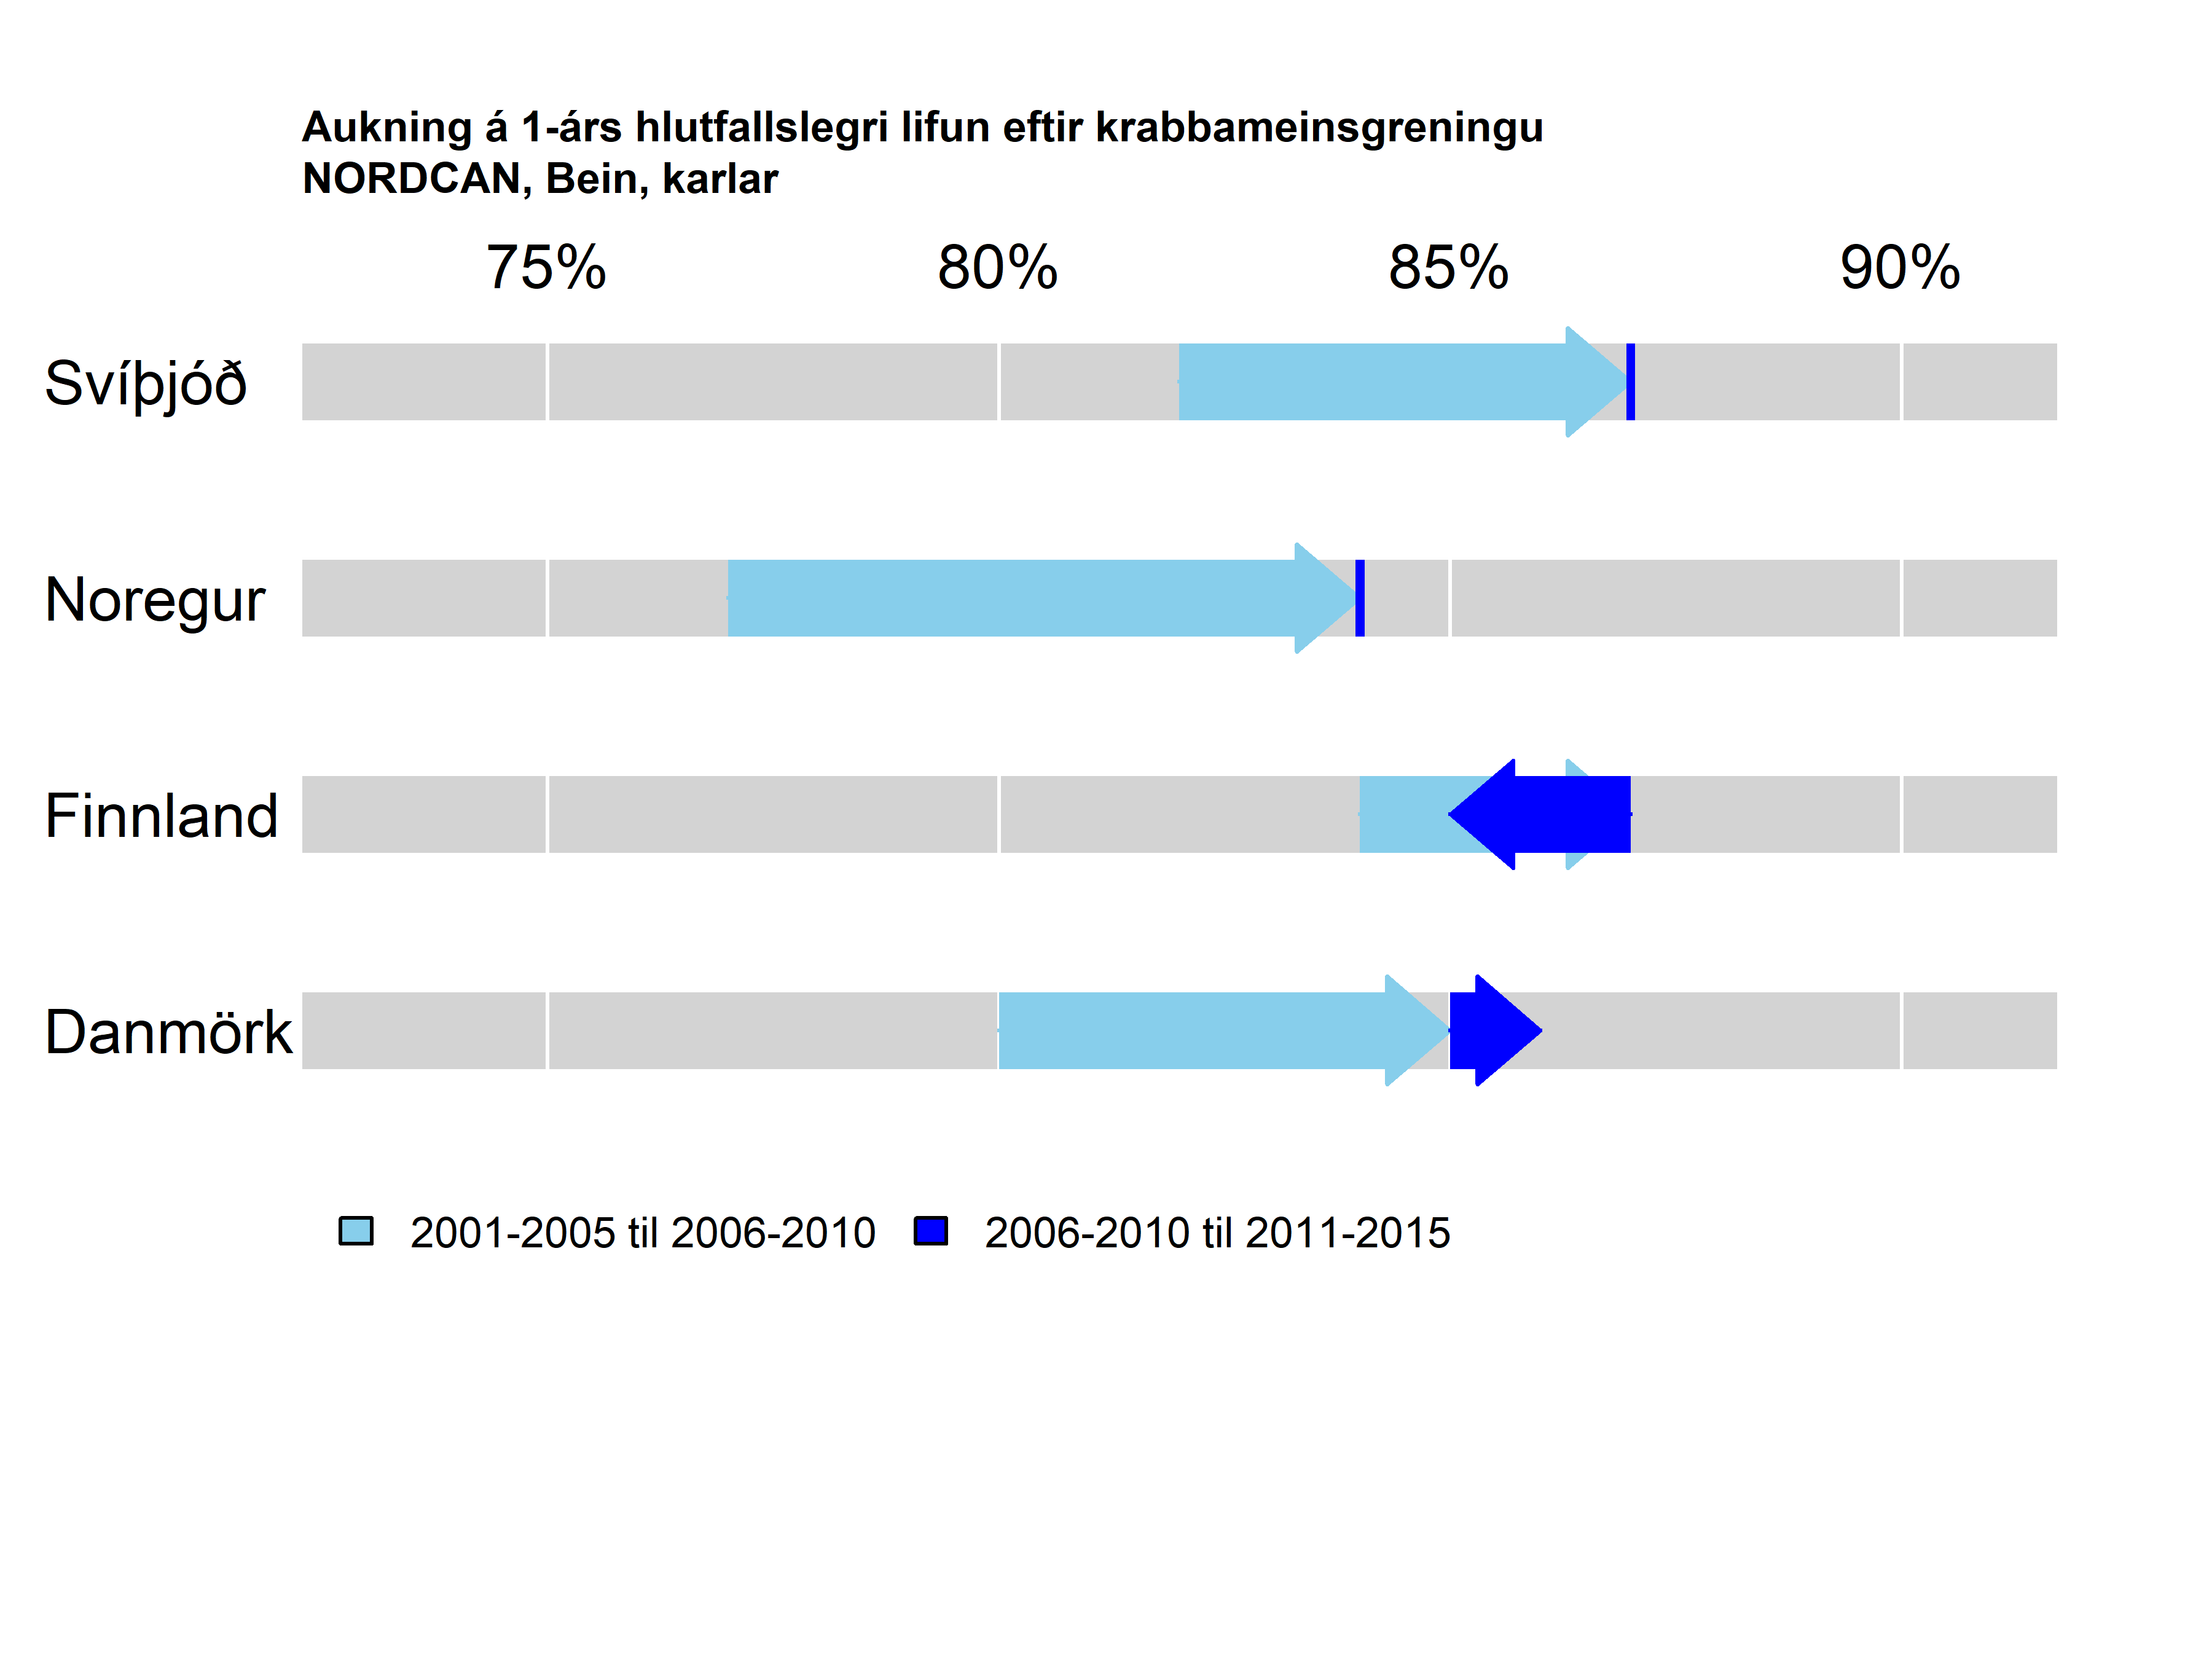 Aukning á 1-árs hlutfallslegri lifun eftir krabbameinsgreningu
NORDCAN, Bein, karlar
75% 80% 85% 90%
Svíþjóð
Noregur
Finnland
Danmörk
2001-2005 til 2006-2010 2006-2010 til 2011-2015